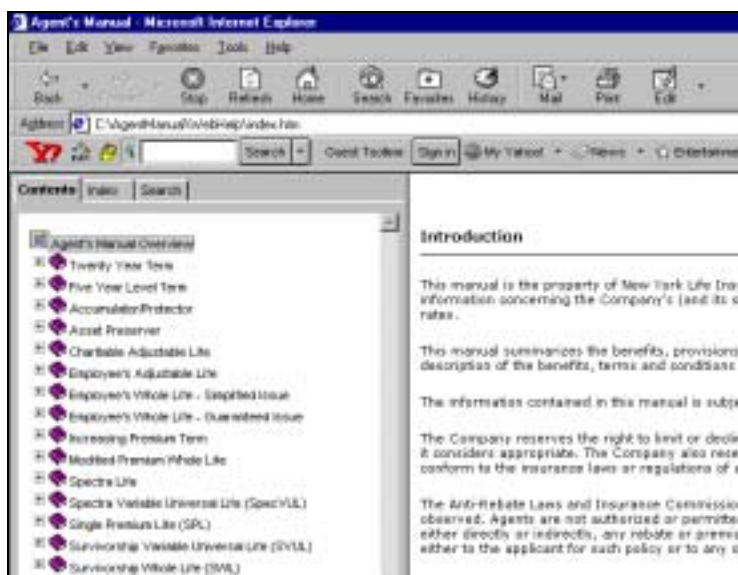 Agent's Manual - Microsoft Internet Explorer
File Edit View Favorites Tools Help
Back Stop Refresh Home Search Favorites History Mail Print Edit
Address C:\AgentManual\WebHelp\index.htm
Y? Search Guest Toolbar Sign in My Yahoo! News Entertainme
Contents Index Search
Agent's Manual Overview
Twenty Year Term
Five Year Level Term
Accumulator/Protector
Asset Preserver
Charitable Adjustable Life
Employee's Adjustable Life
Employee's Whole Life - Simplified Issue
Employee's Whole Life - Guaranteed Issue
Increasing Premium Term
Modified Premium Whole Life
Spectra Life
Spectra Variable Universal Life (SpecVUL)
Single Premium Life (SPL)
Survivorship Variable Universal Life (SVUL)
Survivorship Whole Life (SWL)
Introduction
This manual is the property of New York Life Ins
information concerning the Company's (and its s
rates.
This manual summarizes the benefits, provisions
description of the benefits, terms and conditions
The information contained in this manual is subje
The Company reserves the right to limit or declin
it considers appropriate. The Company also rese
conform to the insurance laws or regulations of a
The Anti-Rebate Laws and Insurance Commission
observed. Agents are not authorized or permitte
either directly or indirectly, any rebate or premiu
either to the applicant for such policy or to any o